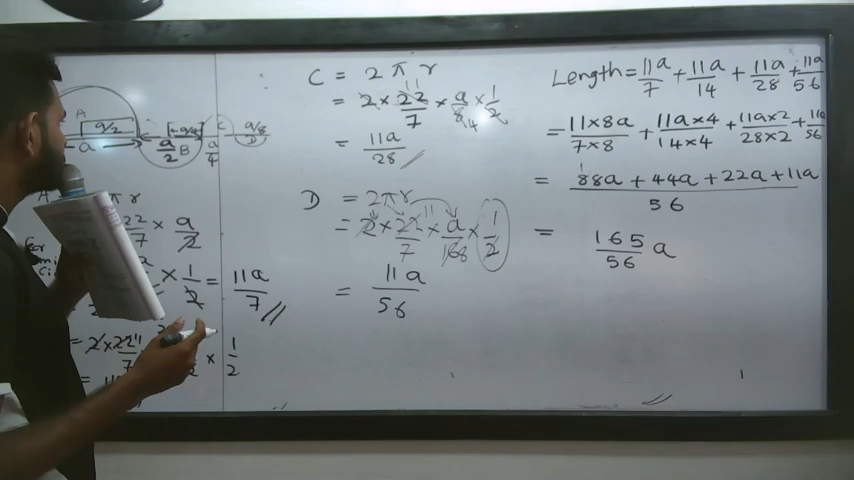 A
a/2
a
a/2 B
a/4
C
a/8
D
22/7 × a/2
× 1/2 = 11a/7
= 2 × 22/7
× 1/2
C = 2 π r
= 2 × 22/7 × a/8 × 1/2
= 11a/28
D = 2πr
= 2 × 22/7 × a/168 × 1/2
= 11a/56
Length = 11a/7 + 11a/14 + 11a/28 + 11a/56
= 11×8a/7×8 + 11a×4/14×4 + 11a×2/28×2 + 11a/56
= 88a + 44a + 22a + 11a/56
= 165/56 a